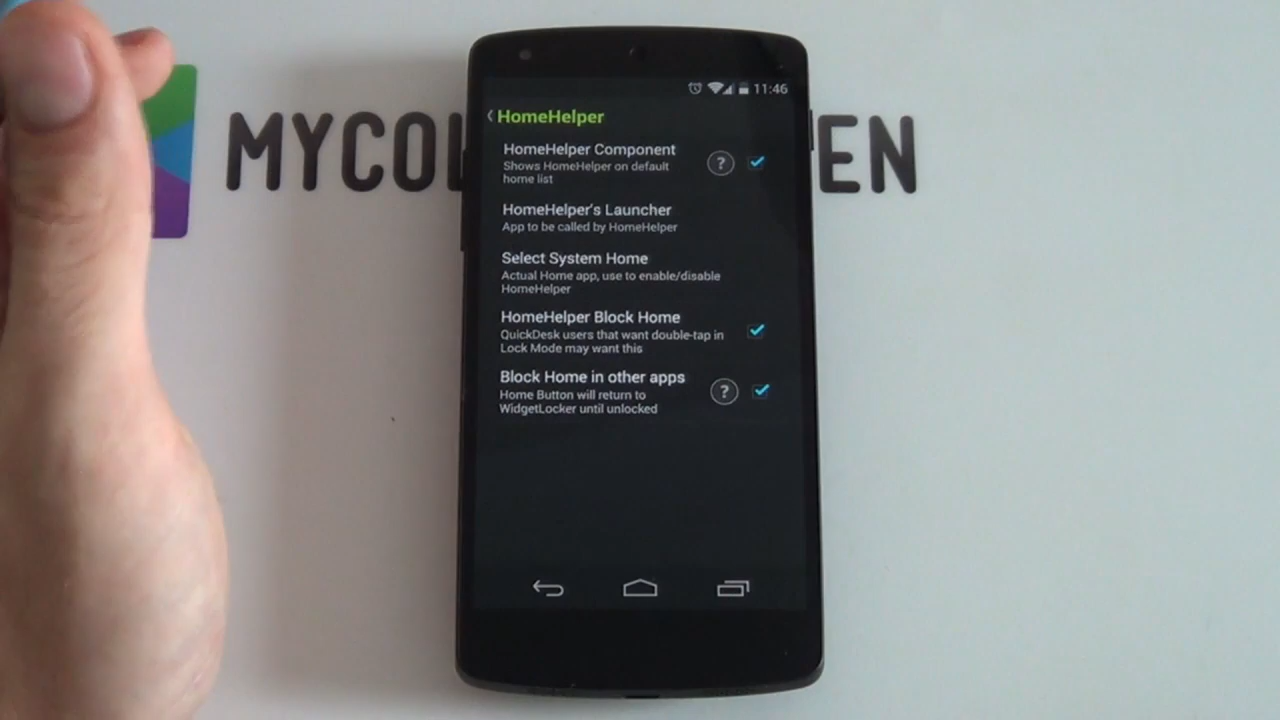 11:46
HomeHelper
MYCOL EN
HomeHelper Component
Shows HomeHelper on default
home list
?
HomeHelper's Launcher
App to be called by HomeHelper
Select System Home
Actual Home app, use to enable/disable
HomeHelper
HomeHelper Block Home
QuickDesk users that want double-tap in
Lock Mode may want this
Block Home in other apps
Home Button will return to
WidgetLocker until unlocked
?